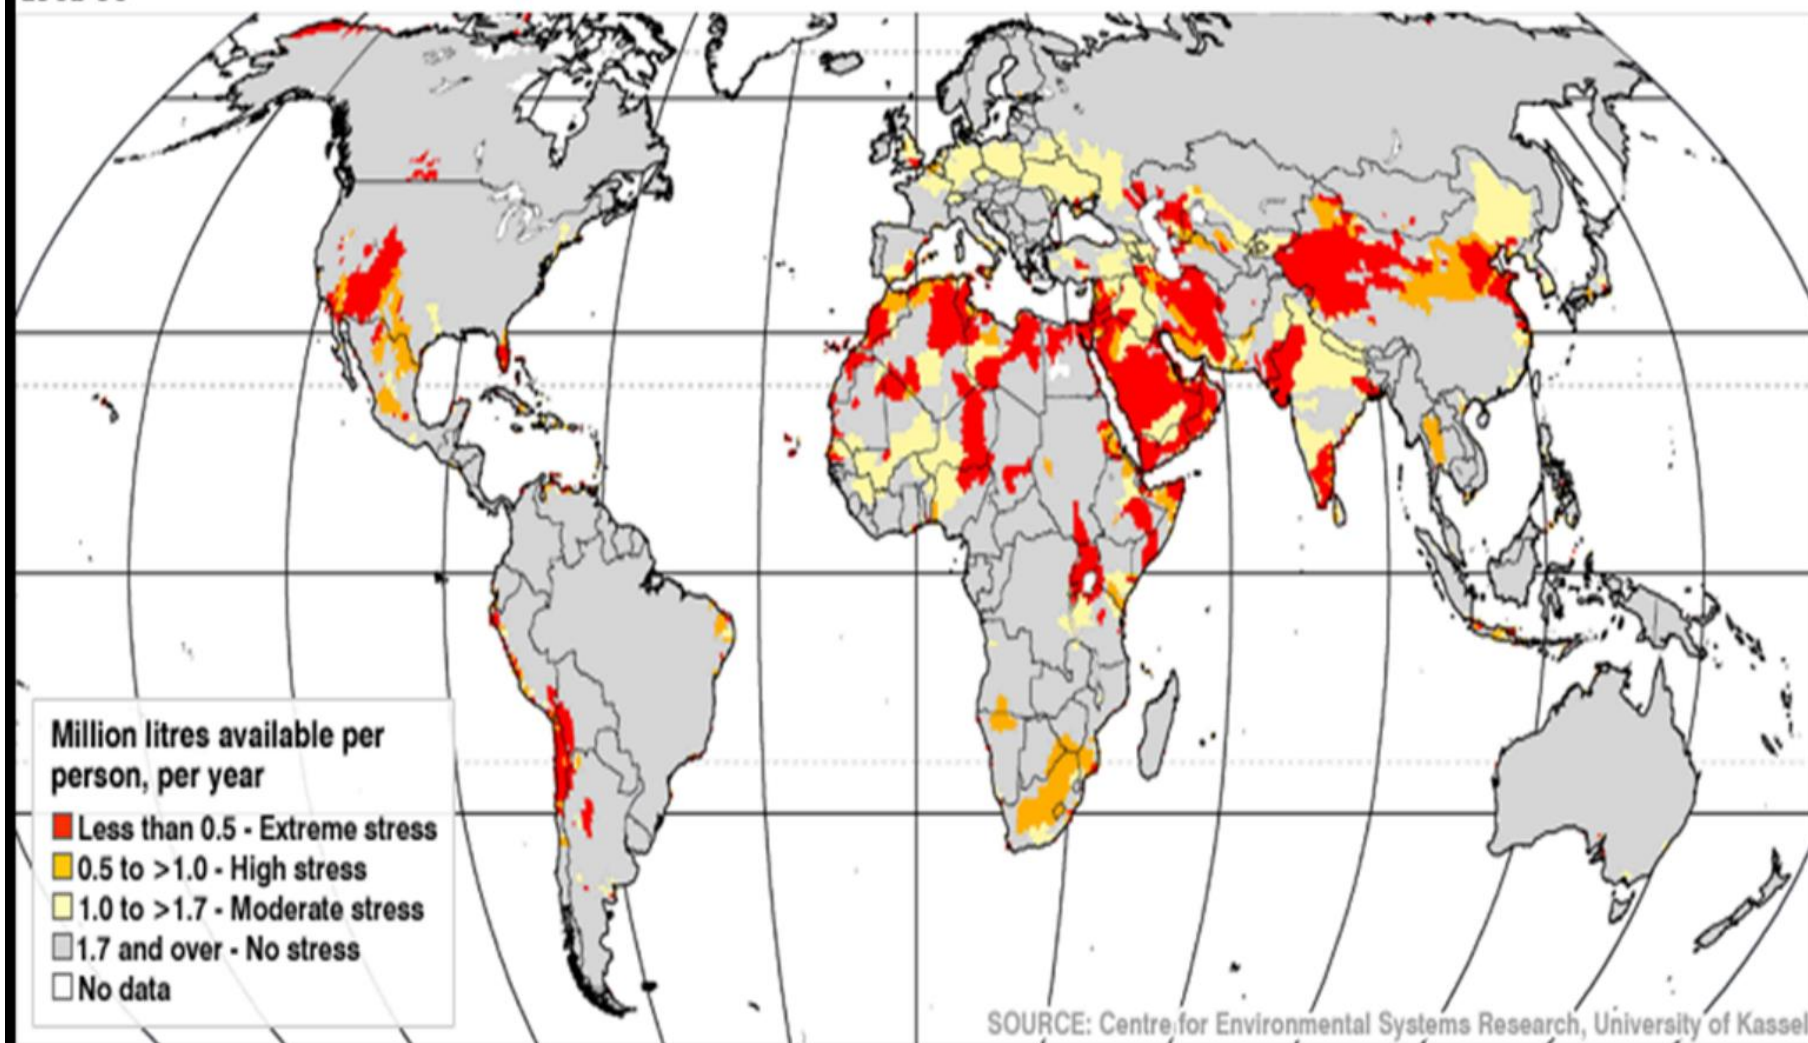 Million litres available per
person, per year
Less than 0.5 - Extreme stress
0.5 to >1.0 - High stress
1.0 to >1.7 - Moderate stress
1.7 and over - No stress
No data
SOURCE: Centre for Environmental Systems Research, University of Kassel